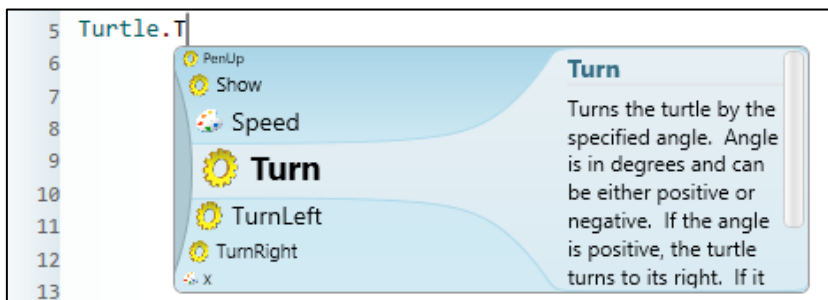 5 Turtle.T
6
7
8
9
10
11
12
13
PenUp
Show
Speed
Turn
TurnLeft
TurnRight
X
Turn
Turns the turtle by the
specified angle. Angle
is in degrees and can
be either positive or
negative. If the angle
is positive, the turtle
turns to its right. If it